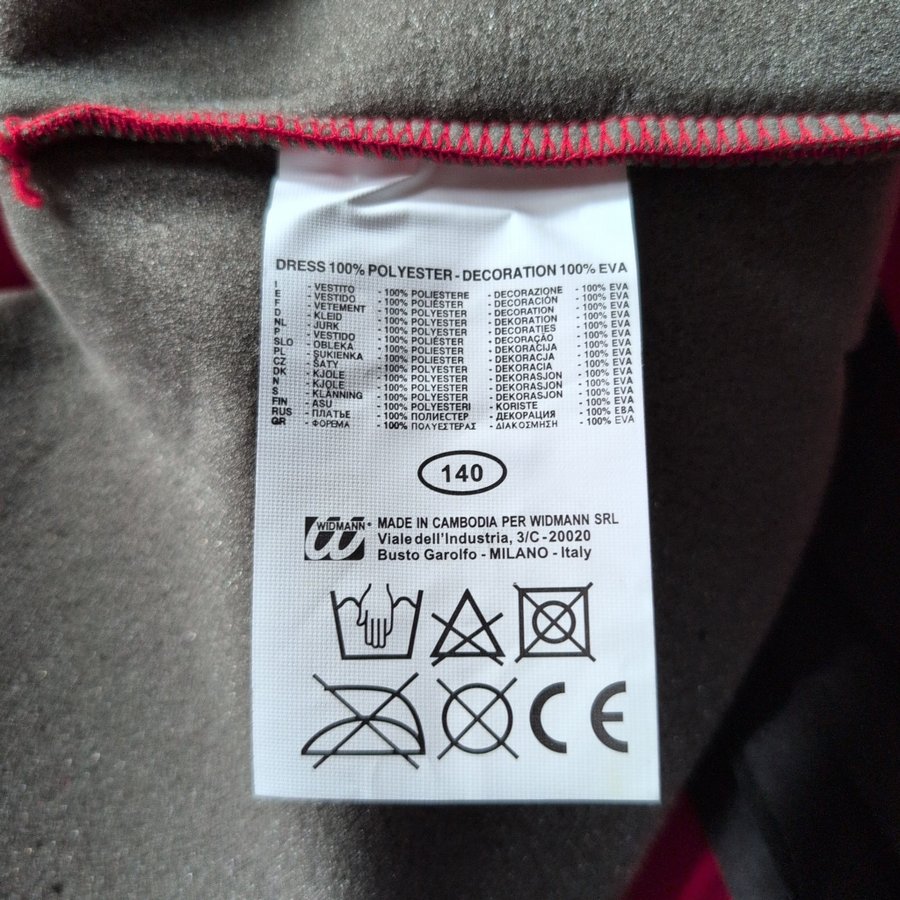 DRESS 100% POLYESTER - DECORATION 100% EVA
I - VESTITO - 100% POLIESTERE - DECORAZIONE - 100% EVA
E - VESTIDO - 100% POLIÉSTER - DECORACIÓN - 100% EVA
F - VETEMENT - 100% POLYESTER - DECORATION - 100% EVA
D - KLEID - 100% POLYESTER - DEKORATION - 100% EVA
NL - JURK - 100% POLYESTER - DECORATIES - 100% EVA
P - VESTIDO - 100% POLIÉSTER - DECORAÇÃO - 100% EVA
SLO - OBLEKA - 100% POLIESTER - DEKORACIJA - 100% EVA
PL - SUKIENKA - 100% POLIESTER - DEKORACJA - 100% EVA
CZ - ŠATY - 100% POLYESTER - DEKORACIA - 100% EVA
DK - KJOLE - 100% POLYESTER - DEKORASJON - 100% EVA
N - KJOLE - 100% POLYESTER - DEKORASJON - 100% EVA
S - KLÄNNING - 100% POLYESTER - DEKORASJON - 100% EVA
FIN - ASU - 100% POLYESTERI - KORISTE - 100% EVA
RUS - ПЛАТЬЕ - 100% ПОЛИЕСТЕР - ДЕКОРАЦИЯ - 100% ЕВА
GR - ΦΟΡΕΜΑ - 100% ΠΟΛΥΕΣΤΕΡΑΣ - ΔΙΑΚΟΣΜΗΣΗ - 100% EVA
140
WIDMANN®
MADE IN CAMBODIA PER WIDMANN SRL
Viale dell'Industria, 3/C - 20020
Busto Garolfo - MILANO - Italy
CE